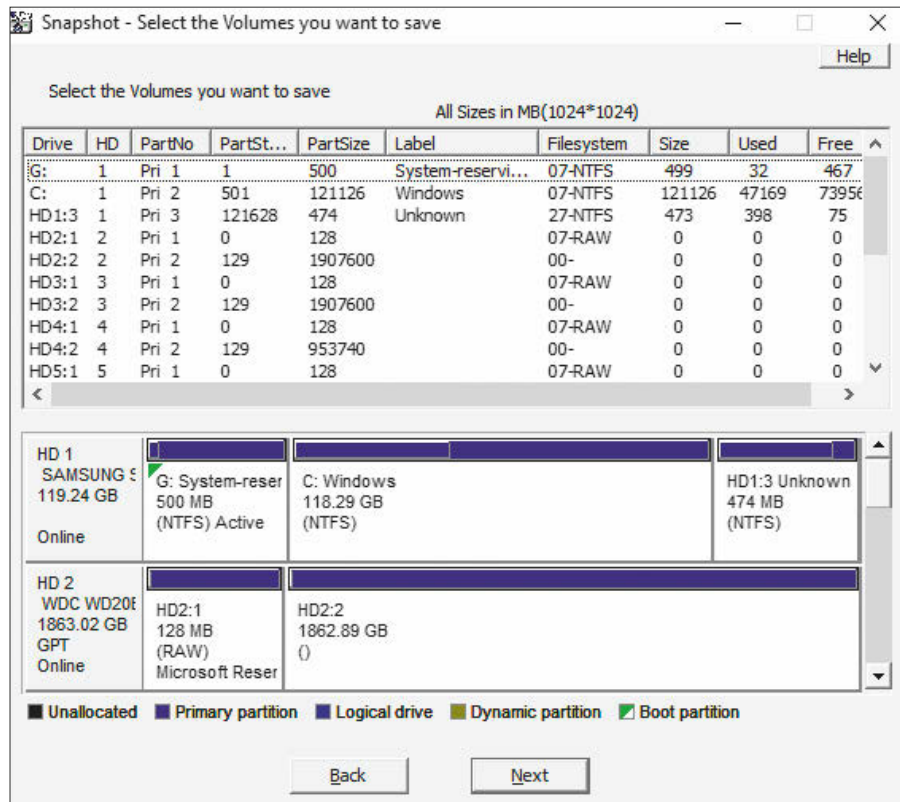 Snapshot - Select the Volumes you want to save
Help
Select the Volumes you want to save
All Sizes in MB(1024*1024)
Drive HD PartNo PartSt... PartSize Label Filesystem Size Used Free
G: 1 Pri 1 1 500 System-reservi... 07-NTFS 499 32 467
C: 1 Pri 2 501 121126 Windows 07-NTFS 121126 47169 73956
HD1:3 1 Pri 3 121628 474 Unknown 27-NTFS 473 398 75
HD2:1 2 Pri 1 0 128 07-RAW 0 0 0
HD2:2 2 Pri 2 129 1907600 00- 0 0 0
HD3:1 3 Pri 1 0 128 07-RAW 0 0 0
HD3:2 3 Pri 2 129 1907600 00- 0 0 0
HD4:1 4 Pri 1 0 128 07-RAW 0 0 0
HD4:2 4 Pri 2 129 953740 00- 0 0 0
HD5:1 5 Pri 1 0 128 07-RAW 0 0 0
HD 1
SAMSUNG S
119.24 GB
Online
G: System-reser
500 MB
(NTFS) Active
C: Windows
118.29 GB
(NTFS)
HD1:3 Unknown
474 MB
(NTFS)
HD 2
WDC WD20E
1863.02 GB
GPT
Online
HD2:1
128 MB
(RAW)
Microsoft Reser
HD2:2
1862.89 GB
()
Unallocated Primary partition Logical drive Dynamic partition Boot partition
Back Next